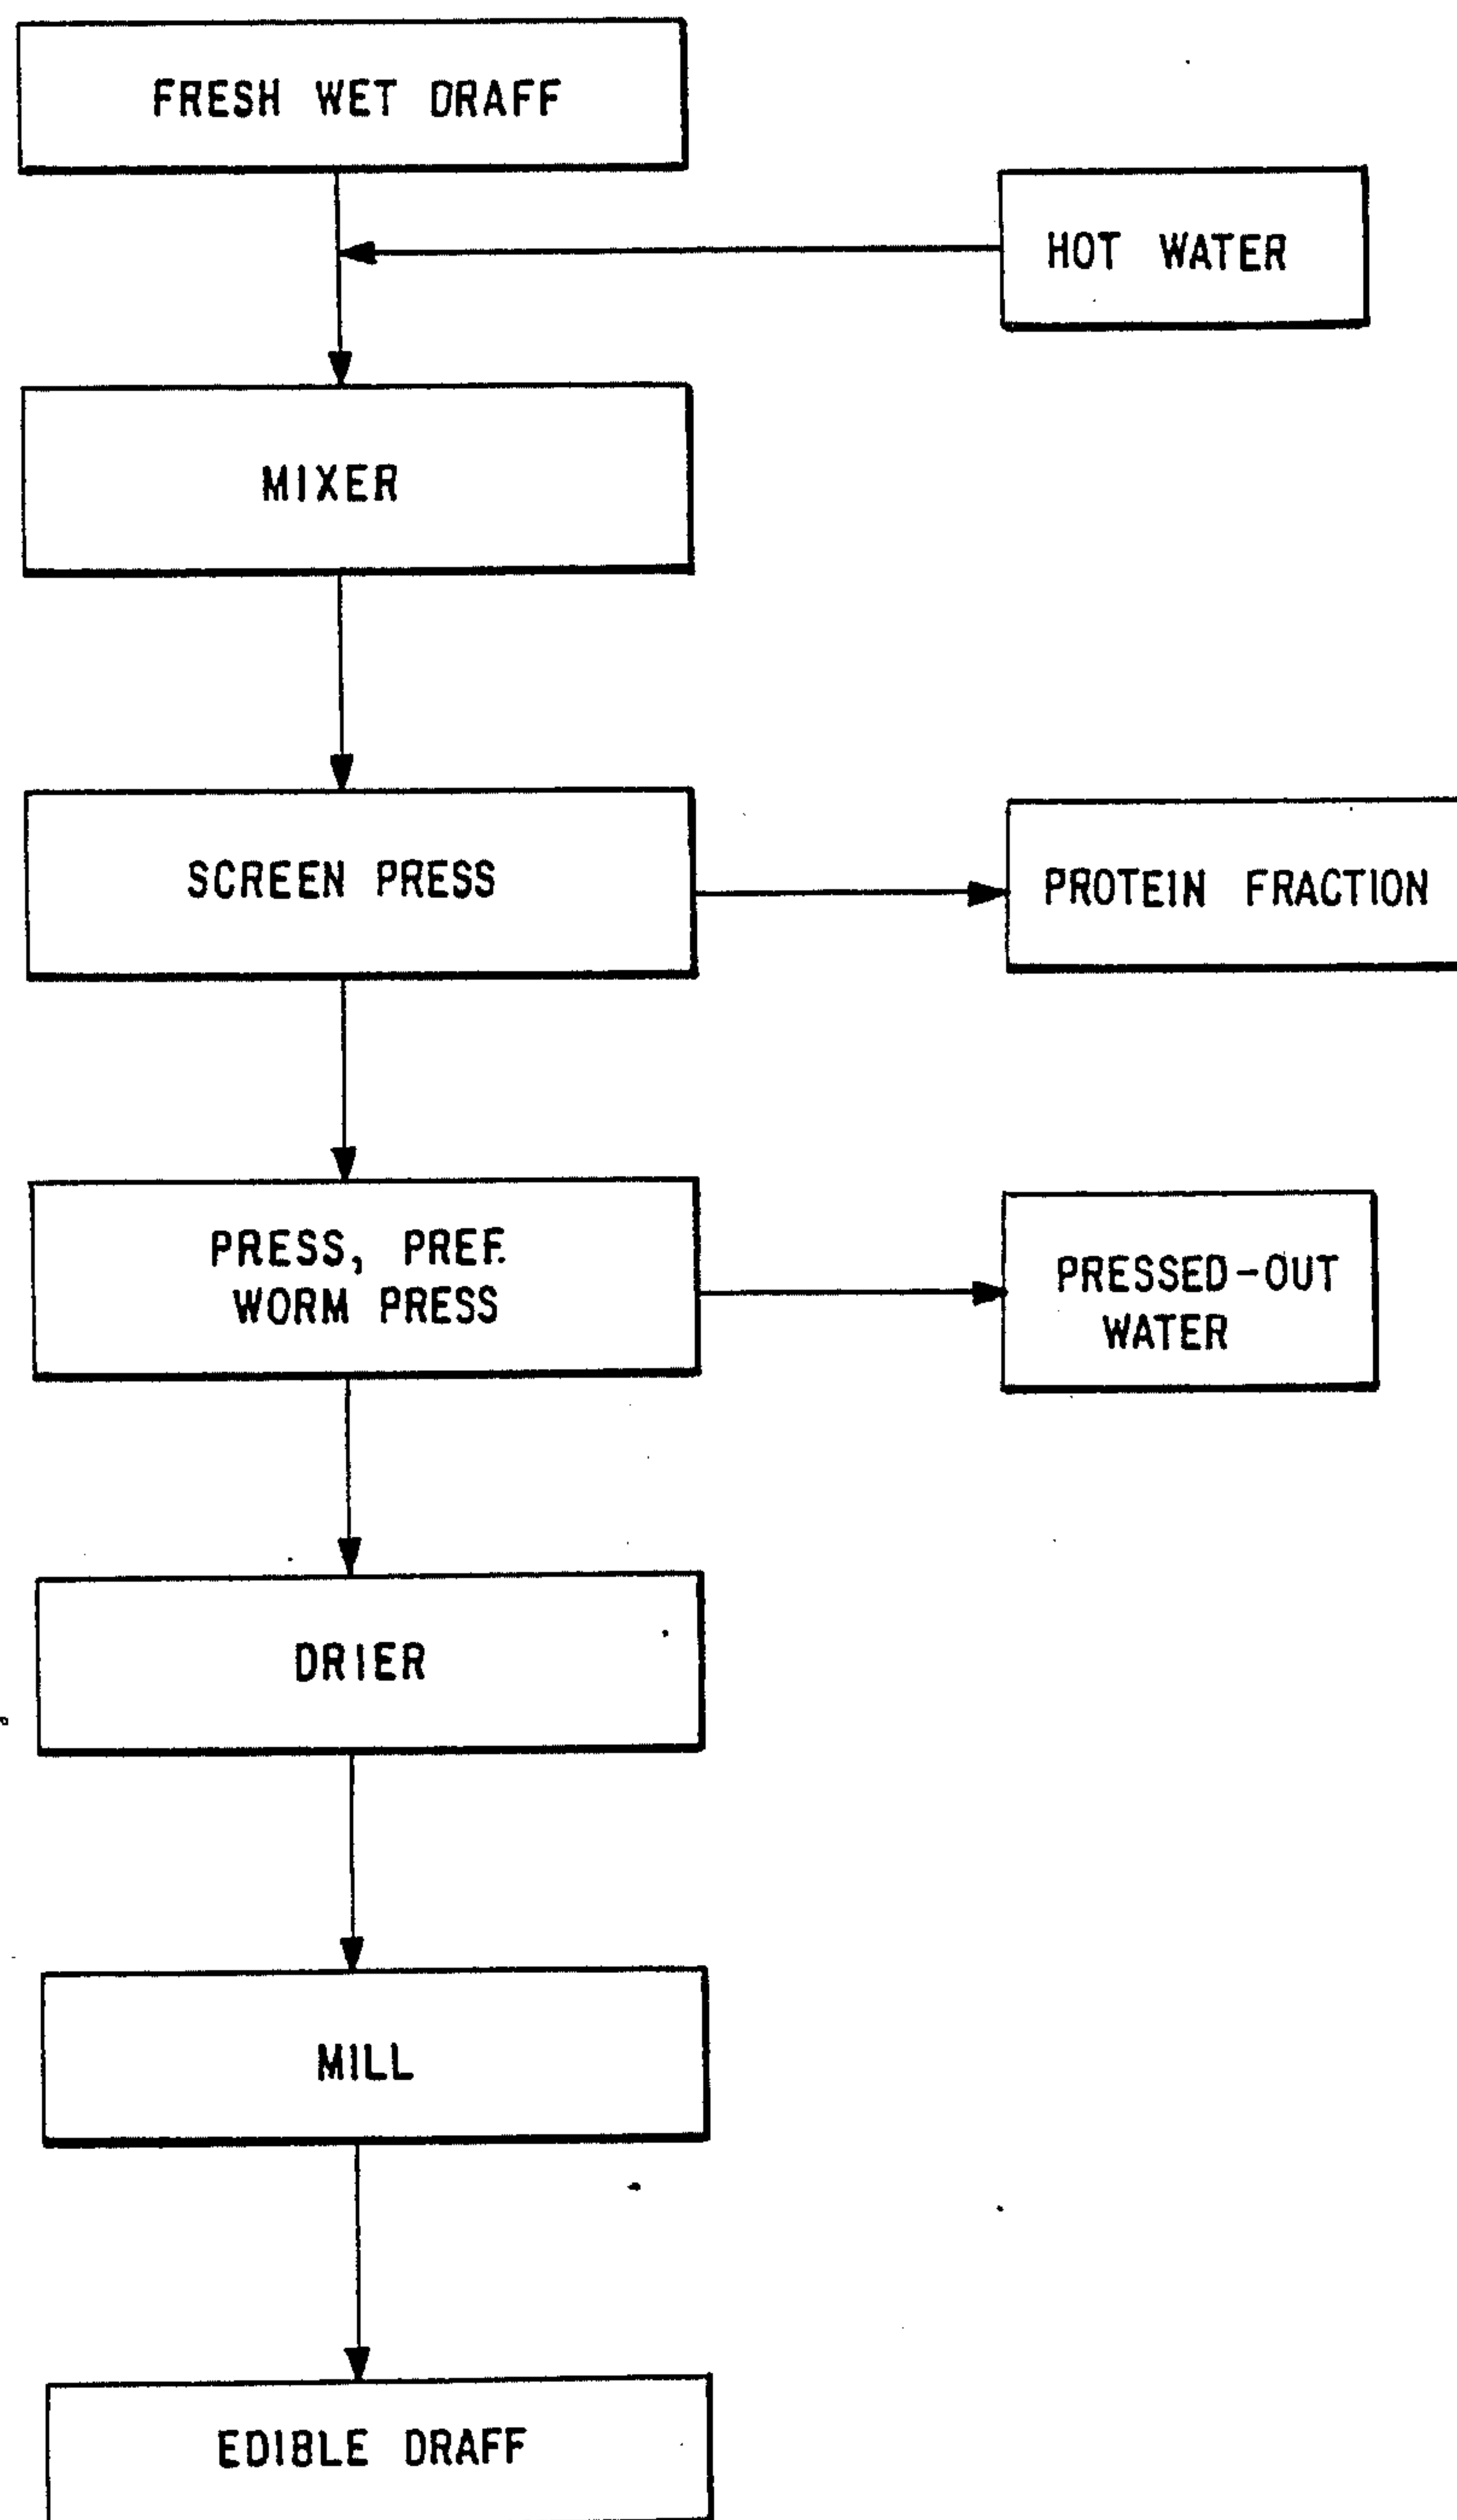 FRESH WET DRAFF
HOT WATER
MIXER
SCREEN PRESS
PROTEIN FRACTION
PRESS, PREF.
WORM PRESS
PRESSED-OUT
WATER
DRIER
MILL
EDIBLE DRAFF